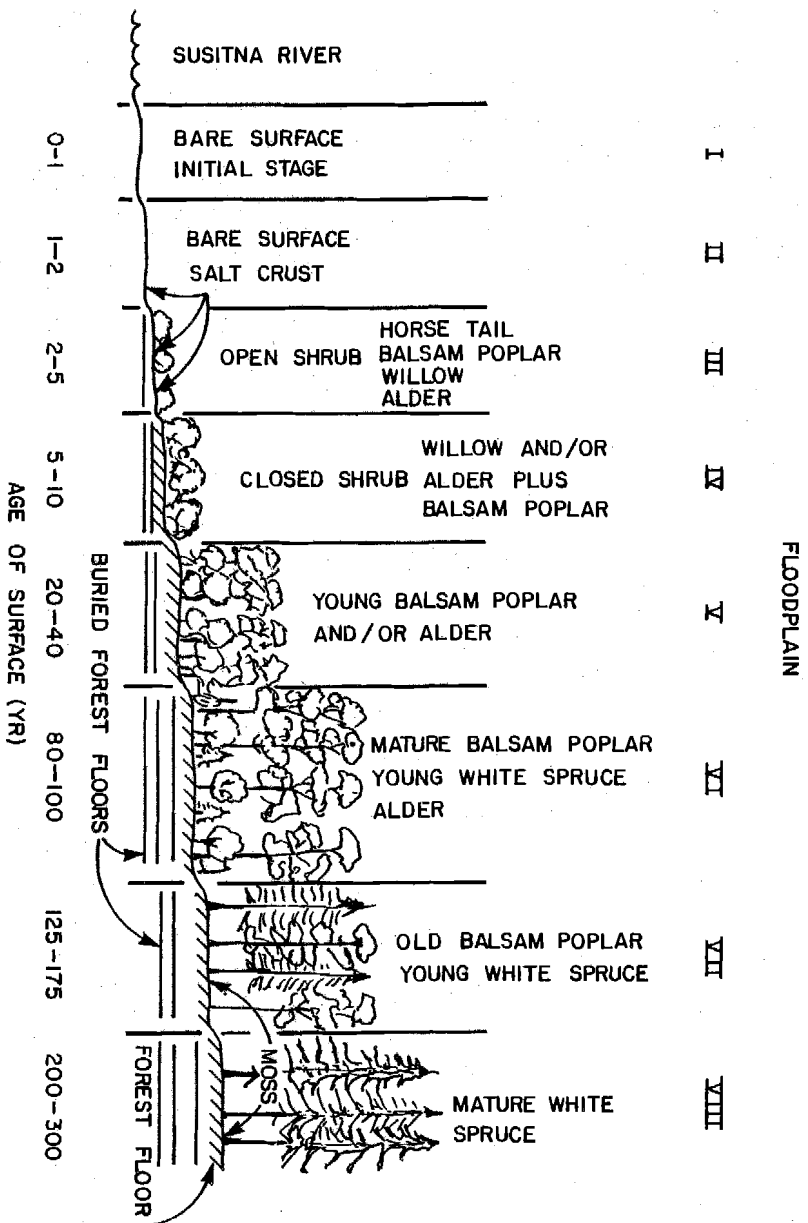 FLOODPLAIN
SUSITNA RIVER
I
BARE SURFACE
INITIAL STAGE
0-1
II
BARE SURFACE
SALT CRUST
1-2
III
OPEN SHRUB
HORSE TAIL
BALSAM POPLAR
WILLOW
ALDER
2-5
IV
CLOSED SHRUB
WILLOW AND/OR
ALDER PLUS
BALSAM POPLAR
5-10
V
YOUNG BALSAM POPLAR
AND/OR ALDER
20-40
VI
MATURE BALSAM POPLAR
YOUNG WHITE SPRUCE
ALDER
80-100
VII
OLD BALSAM POPLAR
YOUNG WHITE SPRUCE
125-175
VIII
MATURE WHITE
SPRUCE
200-300
MOSS
FOREST FLOOR
BURIED FOREST FLOORS
AGE OF SURFACE (YR)